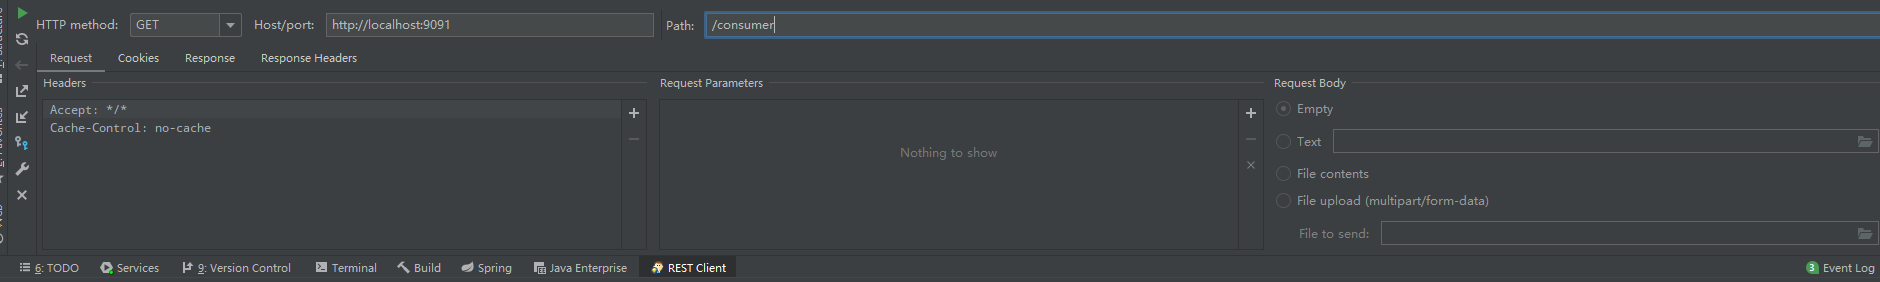 HTTP method: GET Host/port: http://localhost:9091 Path: /consumer
Request Cookies Response Response Headers
Headers Request Parameters Request Body
Accept: */*
Cache-Control: no-cache
Nothing to show
Empty
Text
File contents
File upload (multipart/form-data)
File to send:
6: TODO Services 9: Version Control Terminal Build Spring Java Enterprise REST Client 3 Event Log